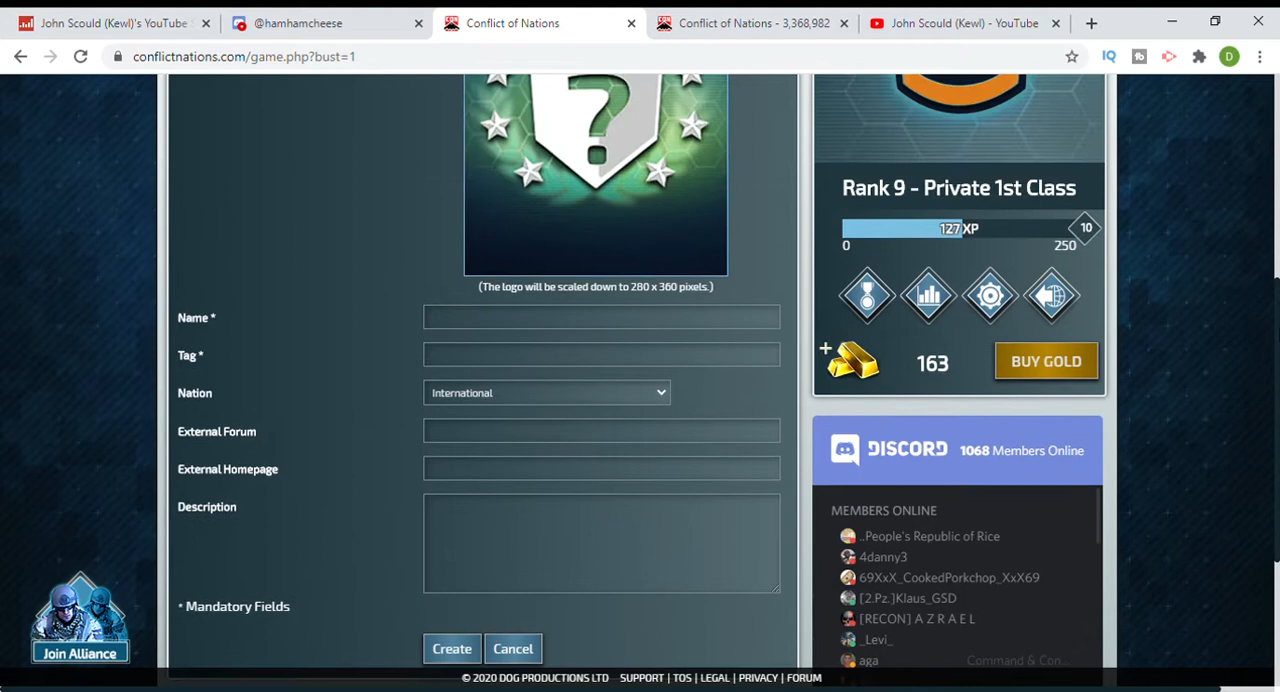 John Scould (Kewl)'s YouTube
@hamhamcheese
Conflict of Nations
Conflict of Nations - 3,368,982
John Scould (Kewl) - YouTube
conflictnations.com/game.php?bust=1
IQ
tb
D
?
(The logo will be scaled down to 280 x 360 pixels.)
Name *
Tag *
Nation
International
External Forum
External Homepage
Description
* Mandatory Fields
Create
Cancel
Join Alliance
Rank 9 - Private 1st Class
127 XP
10
0
250
163
BUY GOLD
DISCORD
1068 Members Online
MEMBERS ONLINE
..People's Republic of Rice
4danny3
69XxX_CookedPorkchop_XxX69
[2.Pz.]Klaus_GSD
[RECON] A Z R A E L
_Levi_
aga
Command & Con...
© 2020 DOG PRODUCTIONS LTD SUPPORT | TOS | LEGAL | PRIVACY | FORUM